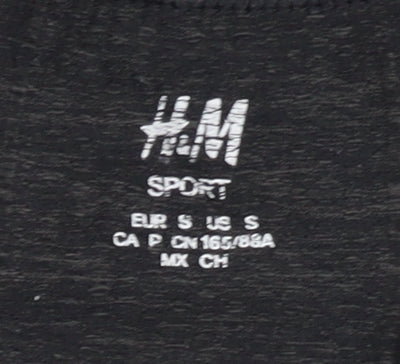 H&M
SPORT
EUR S US S
CA P CN 165/88A
MX CH